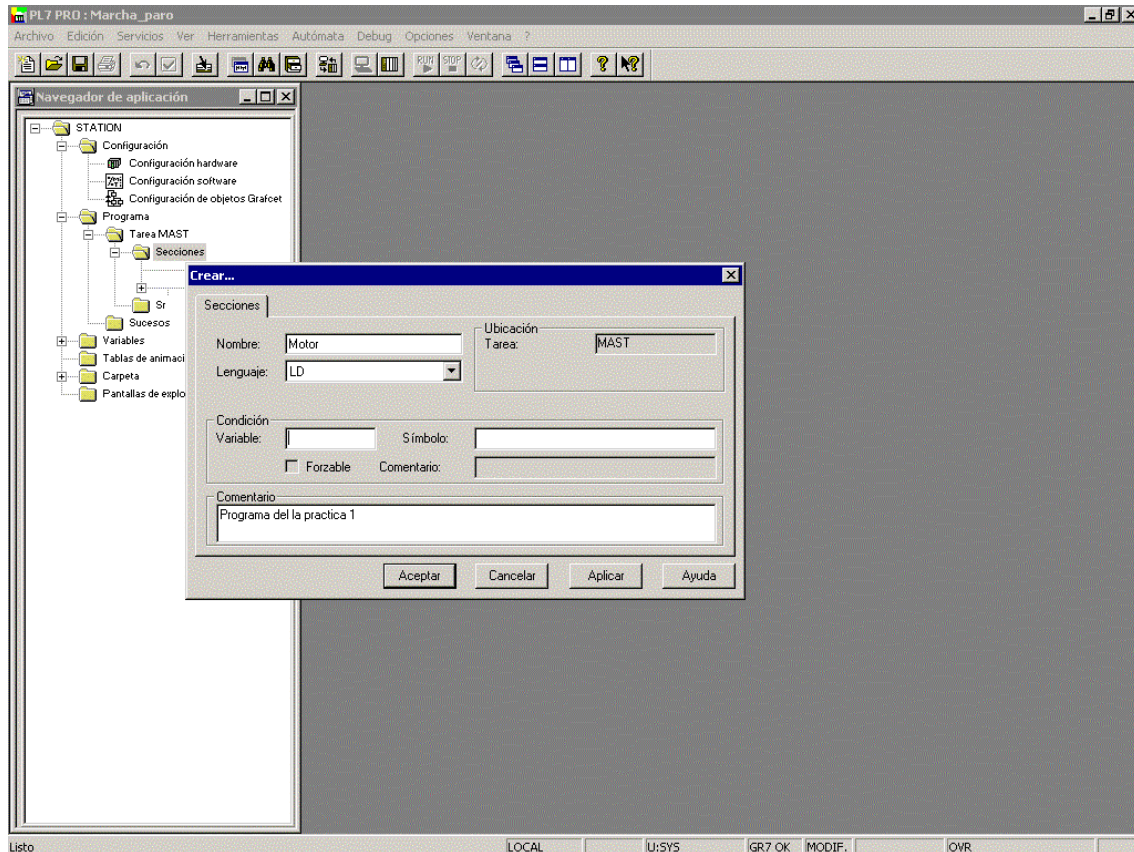 PL7 PRO : Marcha_paro
Archivo Edición Servicios Ver Herramientas Autómata Debug Opciones Ventana ?
RUN STOP
Navegador de aplicación
STATION
Configuración
Configuración hardware
Configuración software
Configuración de objetos Grafcet
Programa
Tarea MAST
Secciones
Sr
Sucesos
Variables
Tablas de animaci
Carpeta
Pantallas de explo
Crear...
Secciones
Nombre: Motor
Lenguaje: LD
Ubicación
Tarea: MAST
Condición
Variable: Símbolo:
Forzable Comentario:
Comentario
Programa del la practica 1
Aceptar Cancelar Aplicar Ayuda
Listo LOCAL U:SYS GR7 OK MODIF. OVR